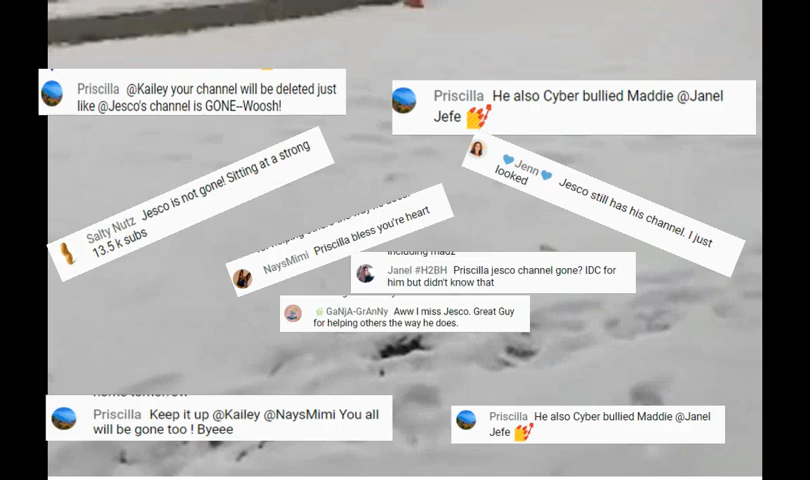 Priscilla @Kailey your channel will be deleted just
like @Jesco's channel is GONE--Woosh!
Priscilla He also Cyber bullied Maddie @Janel
Jefe 💅
Salty Nutz Jesco is not gone! Sitting at a strong
13.5 k subs
💙Jenn💙 Jesco still has his channel. I just
looked
NaysMimi Priscilla bless you're heart
Janel #H2BH Priscilla jesco channel gone? IDC for
him but didn't know that
GaNjA-GrAnNy Aww I miss Jesco. Great Guy
for helping others the way he does.
Priscilla Keep it up @Kailey @NaysMimi You all
will be gone too ! Byeee
Priscilla He also Cyber bullied Maddie @Janel
Jefe 💅